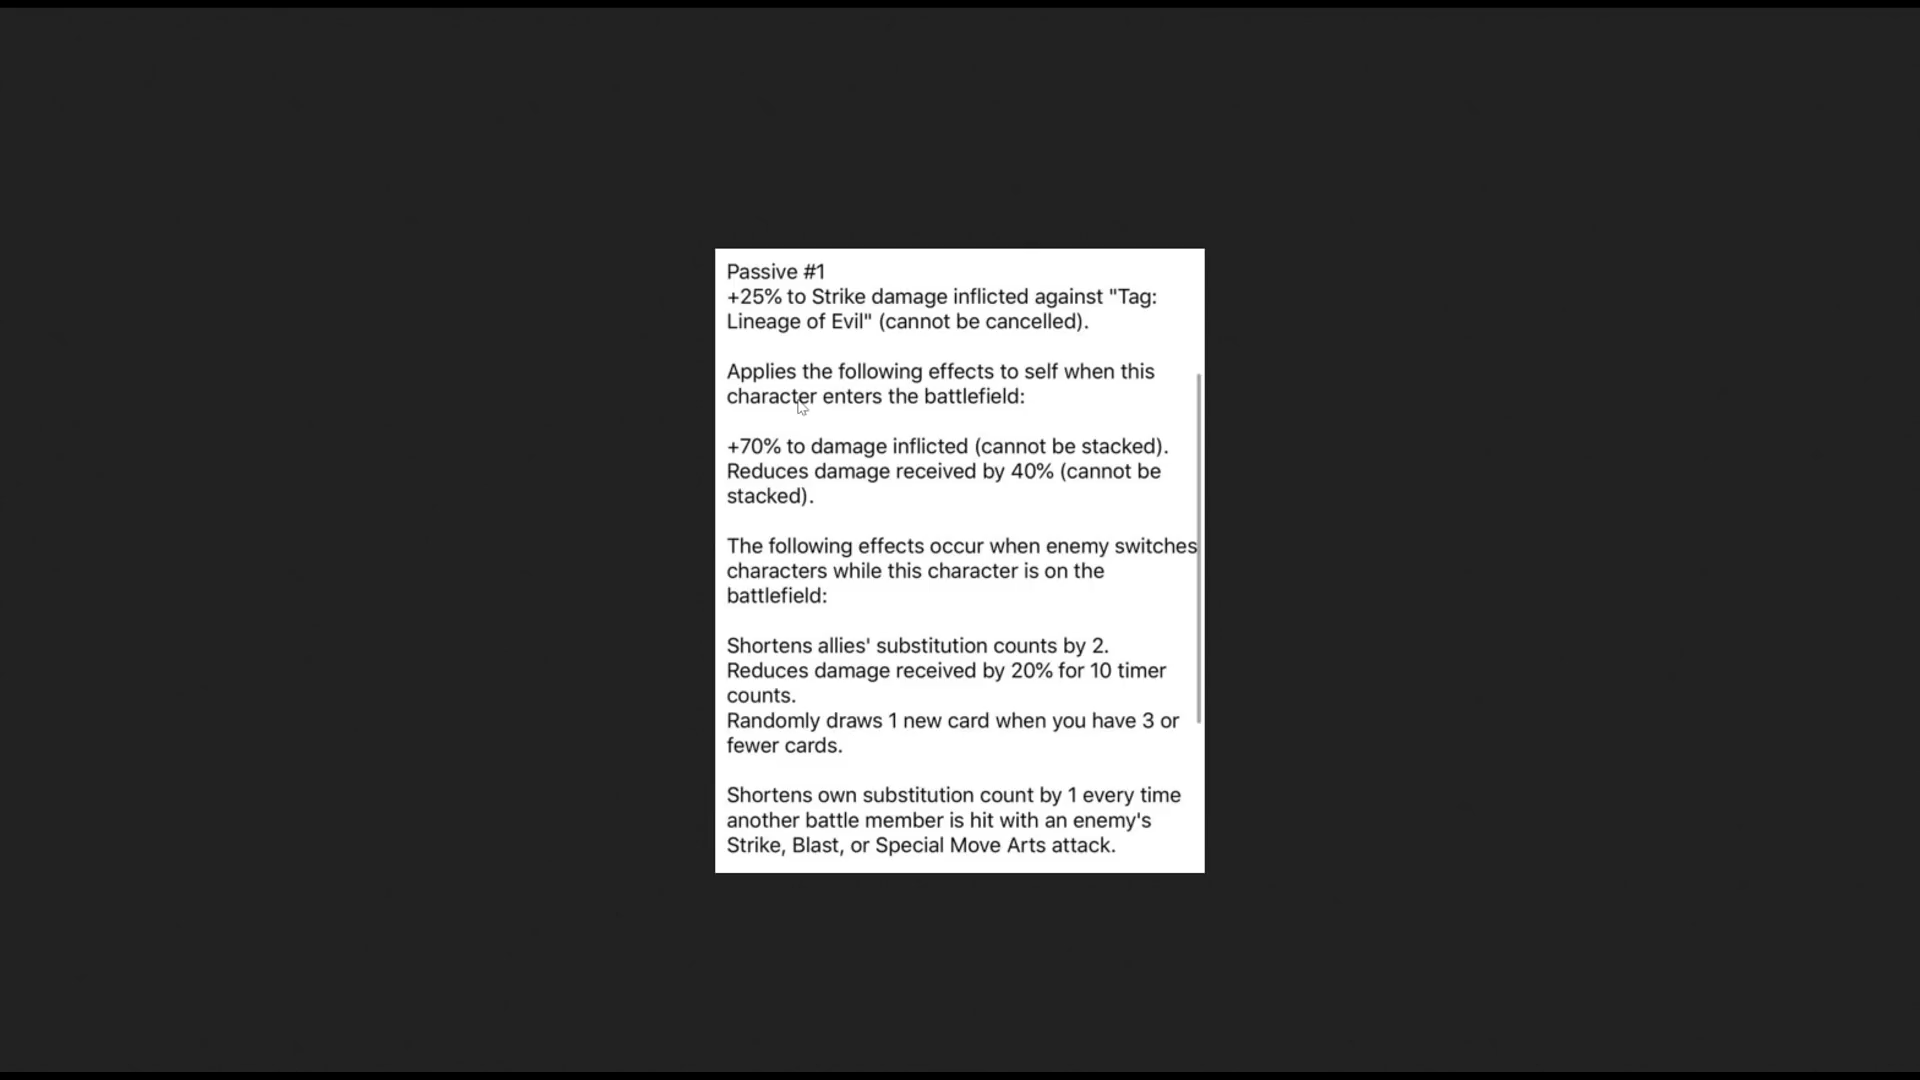 Passive #1
+25% to Strike damage inflicted against "Tag:
Lineage of Evil" (cannot be cancelled).
Applies the following effects to self when this
character enters the battlefield:
+70% to damage inflicted (cannot be stacked).
Reduces damage received by 40% (cannot be
stacked).
The following effects occur when enemy switches
characters while this character is on the
battlefield:
Shortens allies' substitution counts by 2.
Reduces damage received by 20% for 10 timer
counts.
Randomly draws 1 new card when you have 3 or
fewer cards.
Shortens own substitution count by 1 every time
another battle member is hit with an enemy's
Strike, Blast, or Special Move Arts attack.